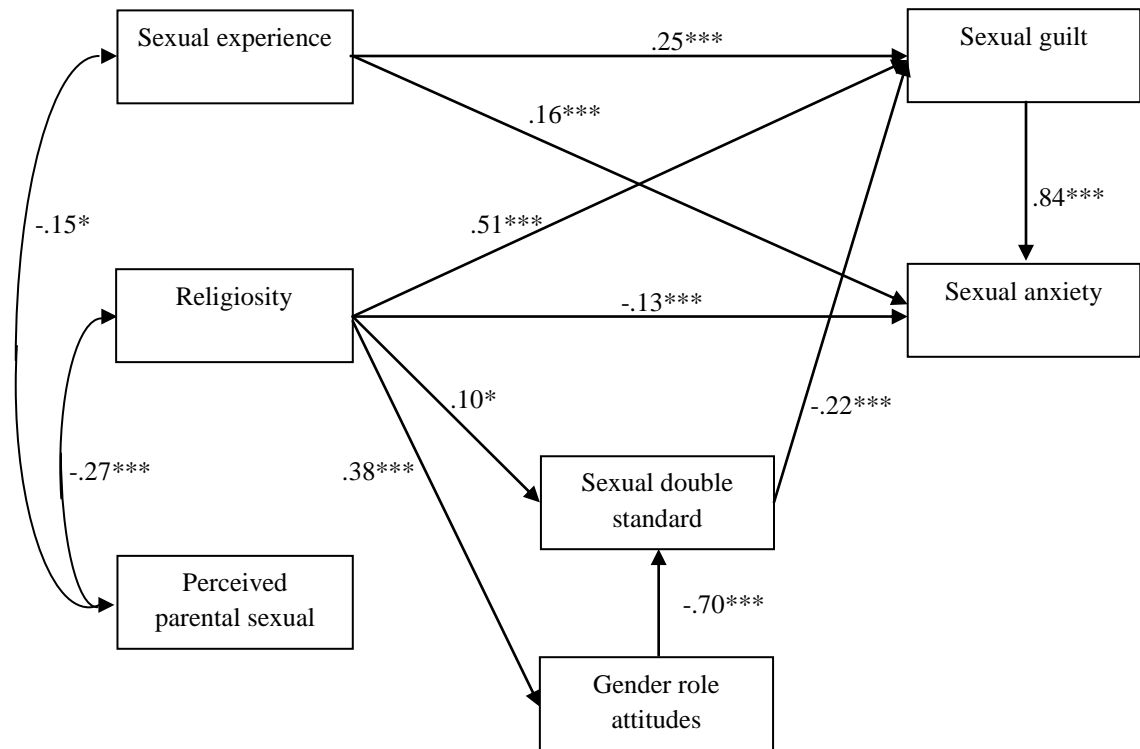 Sexual experience
Sexual guilt
.25***
.16***
.51***
.84***
-.15*
Religiosity
Sexual anxiety
-.13***
.10*
-.22***
-.27***
.38***
Sexual double
standard
Perceived
parental sexual
-.70***
Gender role
attitudes